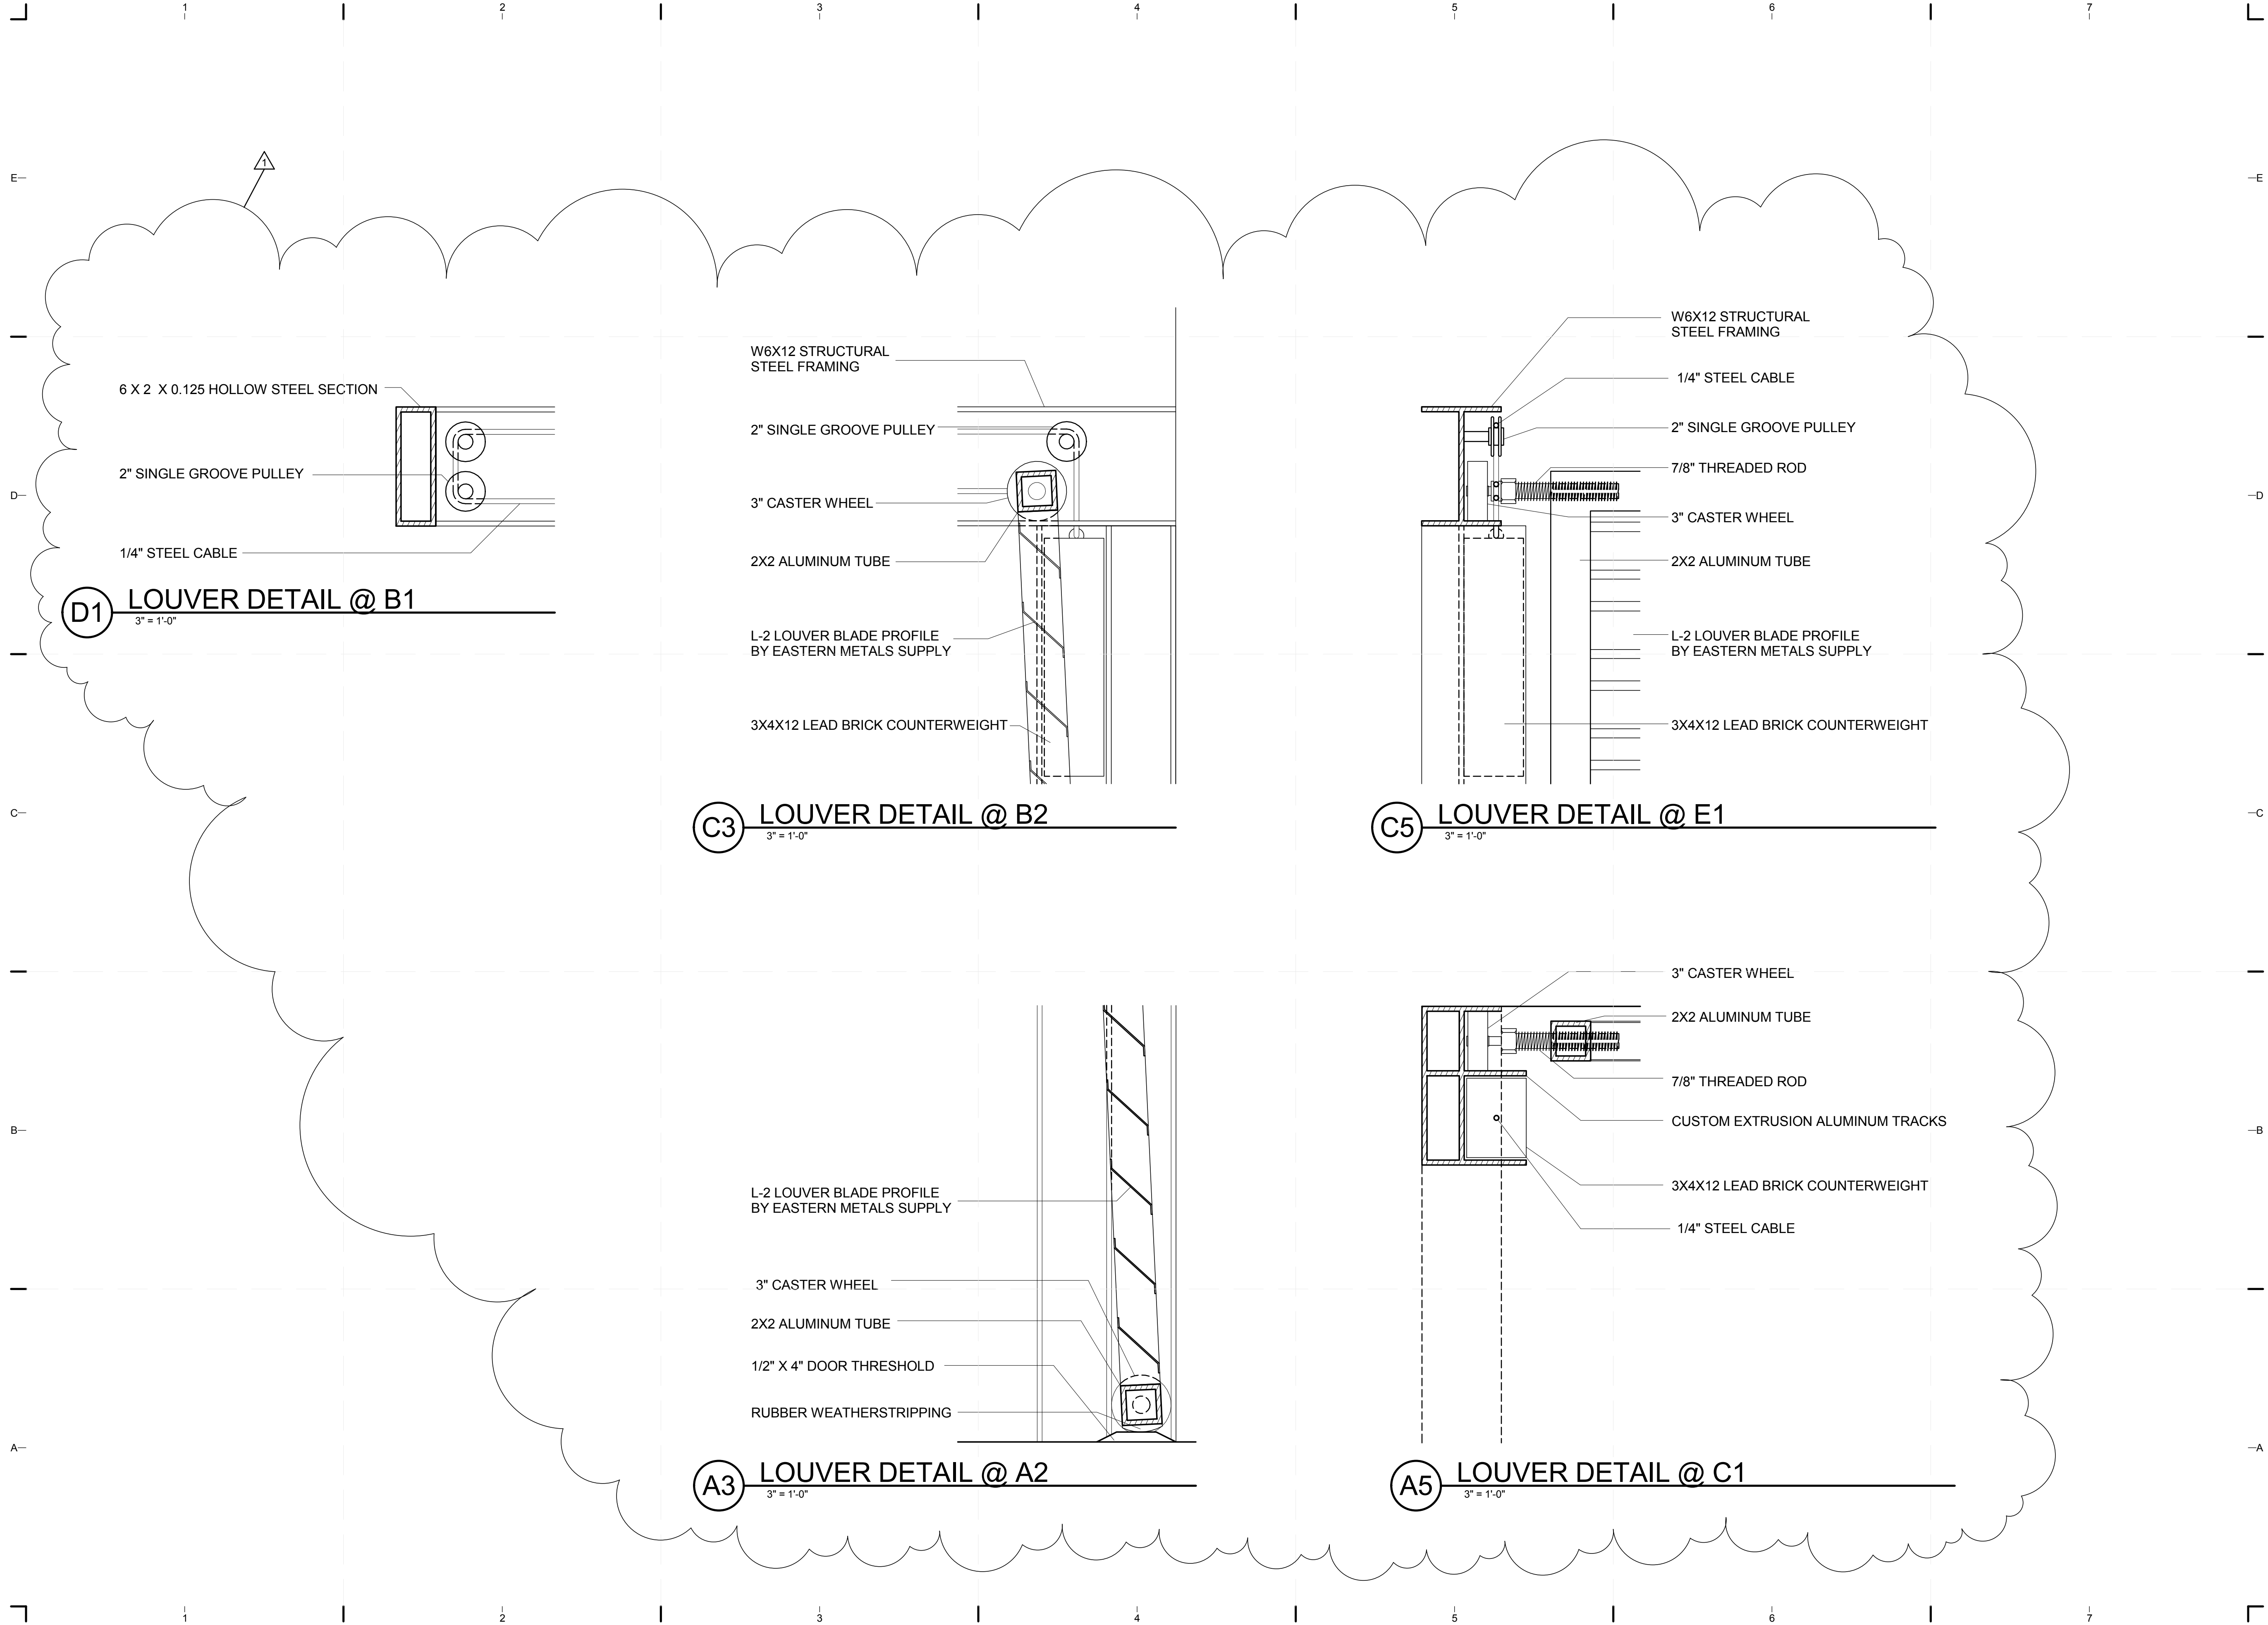 1 2 3 4 5 6 7
1
E E
6 X 2 X 0.125 HOLLOW STEEL SECTION
2" SINGLE GROOVE PULLEY
1/4" STEEL CABLE
D1 LOUVER DETAIL @ B1
3" = 1'-0"
W6X12 STRUCTURAL
STEEL FRAMING
2" SINGLE GROOVE PULLEY
3" CASTER WHEEL
2X2 ALUMINUM TUBE
L-2 LOUVER BLADE PROFILE
BY EASTERN METALS SUPPLY
3X4X12 LEAD BRICK COUNTERWEIGHT
C3 LOUVER DETAIL @ B2
3" = 1'-0"
W6X12 STRUCTURAL
STEEL FRAMING
1/4" STEEL CABLE
2" SINGLE GROOVE PULLEY
7/8" THREADED ROD
3" CASTER WHEEL
2X2 ALUMINUM TUBE
L-2 LOUVER BLADE PROFILE
BY EASTERN METALS SUPPLY
3X4X12 LEAD BRICK COUNTERWEIGHT
C5 LOUVER DETAIL @ E1
3" = 1'-0"
D D
C C
L-2 LOUVER BLADE PROFILE
BY EASTERN METALS SUPPLY
3" CASTER WHEEL
2X2 ALUMINUM TUBE
1/2" X 4" DOOR THRESHOLD
RUBBER WEATHERSTRIPPING
A3 LOUVER DETAIL @ A2
3" = 1'-0"
3" CASTER WHEEL
2X2 ALUMINUM TUBE
7/8" THREADED ROD
CUSTOM EXTRUSION ALUMINUM TRACKS
3X4X12 LEAD BRICK COUNTERWEIGHT
1/4" STEEL CABLE
A5 LOUVER DETAIL @ C1
3" = 1'-0"
B B
A A
1 2 3 4 5 6 7